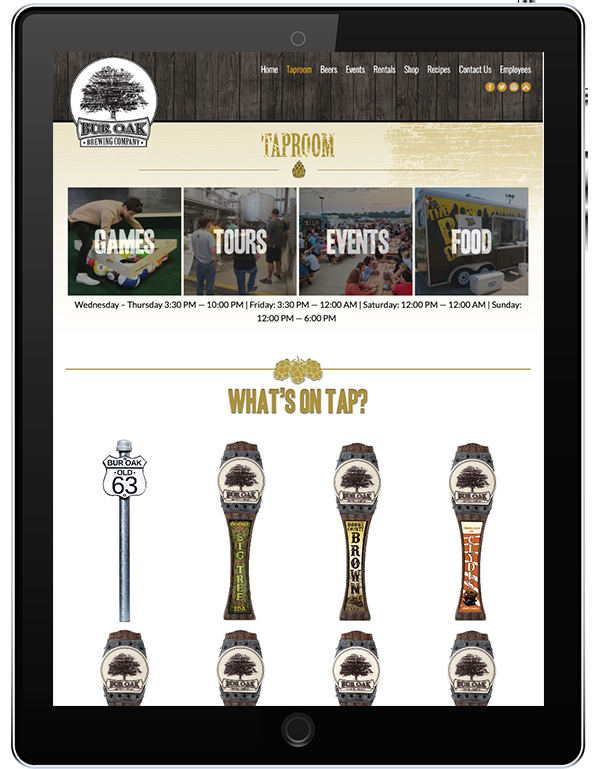 Home Taproom Beers Events Rentals Shop Recipes Contact Us Employees
BUR OAK
BREWING COMPANY
TAPROOM
GAMES TOURS EVENTS FOOD
Wednesday – Thursday 3:30 PM — 10:00 PM | Friday: 3:30 PM — 12:00 AM | Saturday: 12:00 PM — 12:00 AM | Sunday:
12:00 PM — 6:00 PM
WHAT'S ON TAP?
BUR OAK
OLD
63
BUR OAK
BIG TREE
IPA
BUR OAK
BOONE
COUNTY
BROWN
BUR OAK
CLYDE'S
BUR OAK
BUR OAK
BUR OAK
BUR OAK